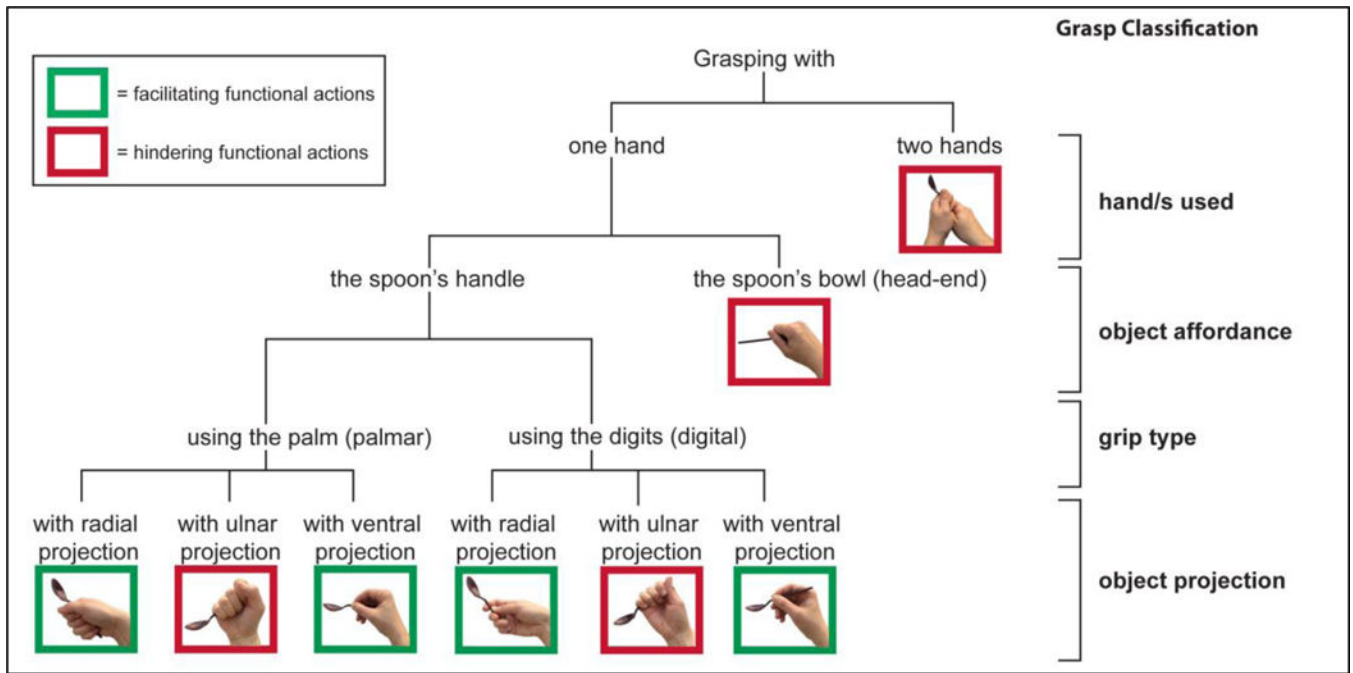 Grasp Classification
Grasping with
= facilitating functional actions
= hindering functional actions
one hand
two hands
hand/s used
the spoon's handle
the spoon's bowl (head-end)
object affordance
using the palm (palmar)
using the digits (digital)
grip type
with radial
projection
with ulnar
projection
with ventral
projection
with radial
projection
with ulnar
projection
with ventral
projection
object projection